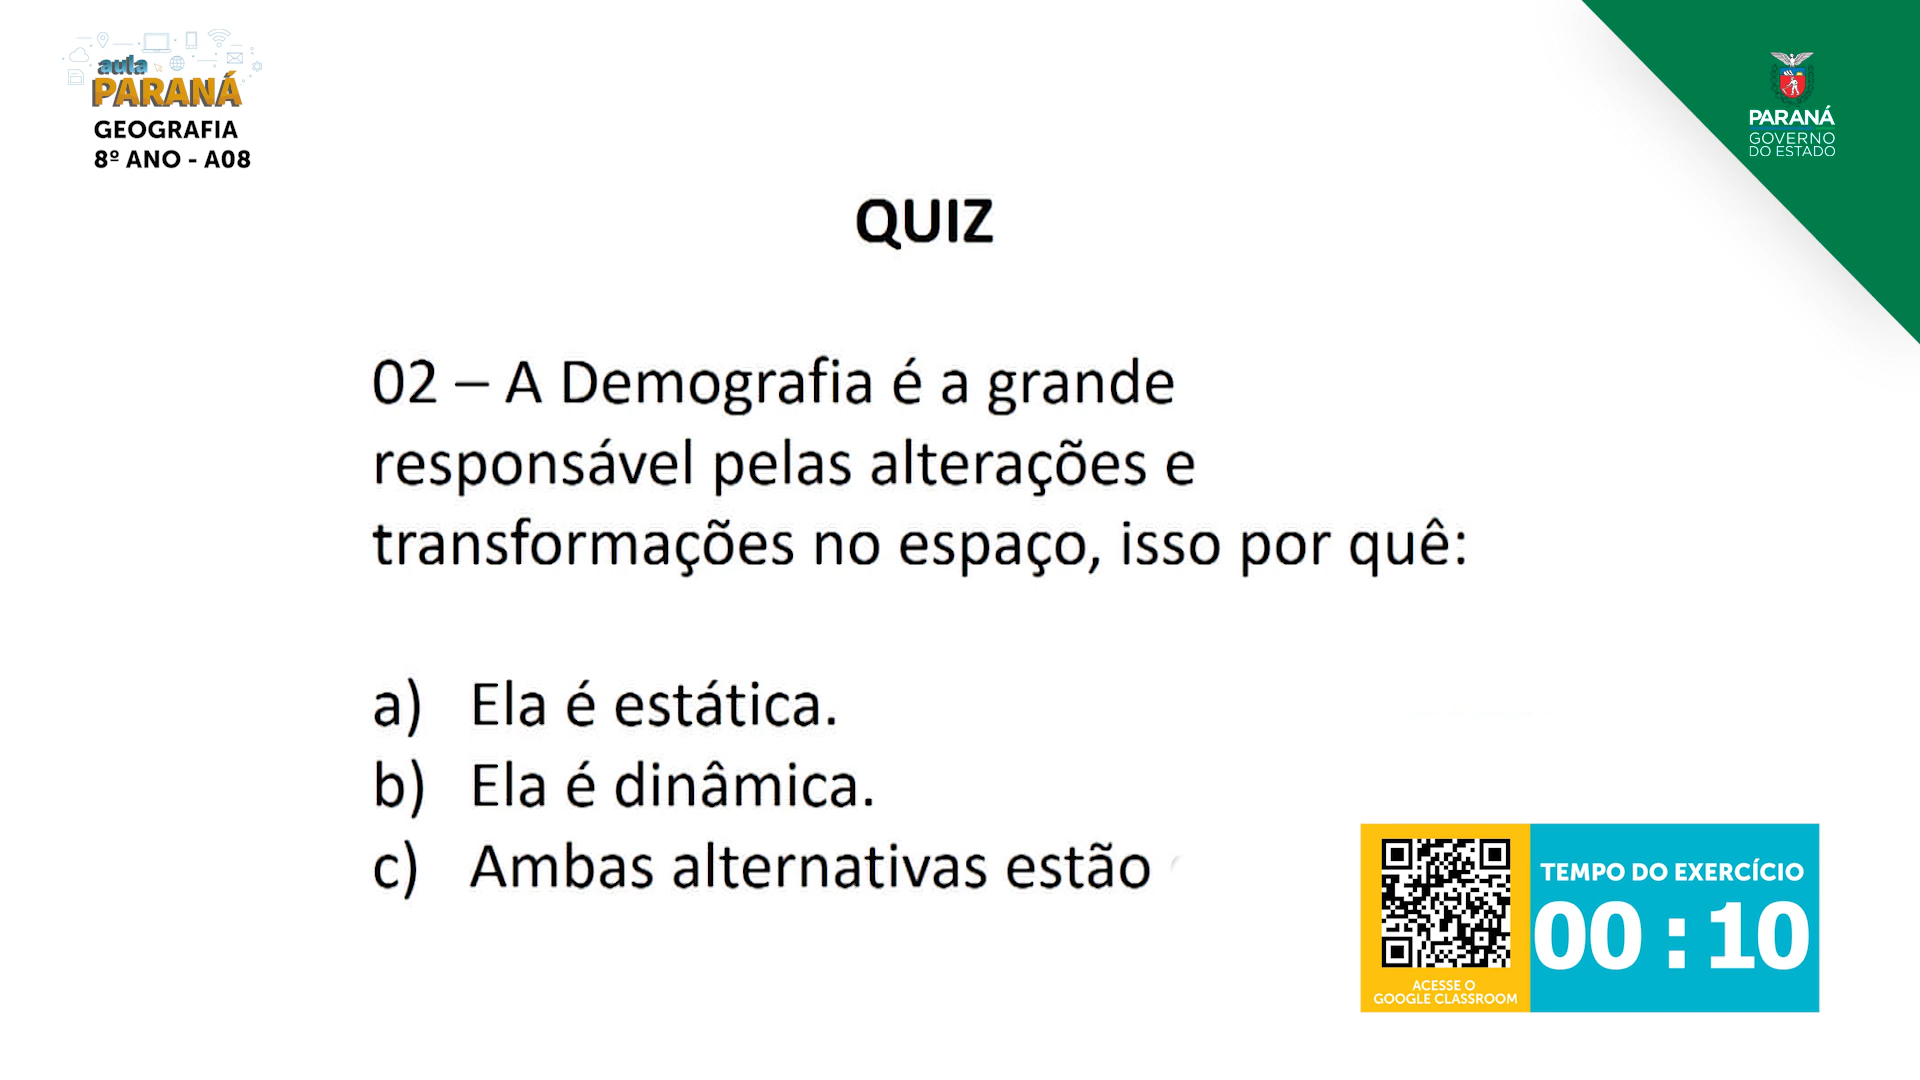 aula
PARANÁ
GEOGRAFIA
8º ANO - A08
PARANÁ
GOVERNO
DO ESTADO
QUIZ
02 – A Demografia é a grande
responsável pelas alterações e
transformações no espaço, isso por quê:
a) Ela é estática.
b) Ela é dinâmica.
c) Ambas alternativas estão
TEMPO DO EXERCÍCIO
00 : 10
ACESSE O
GOOGLE CLASSROOM